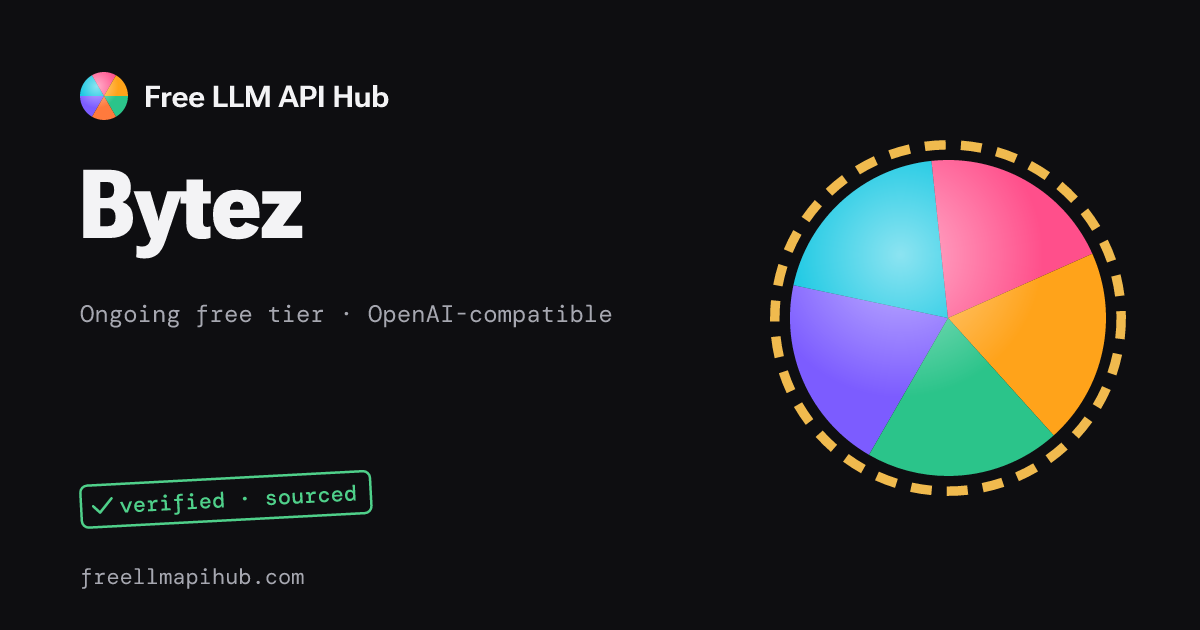 Free LLM API Hub
Bytez
Ongoing free tier · OpenAI-compatible
verified · sourced
freellmapihub.com